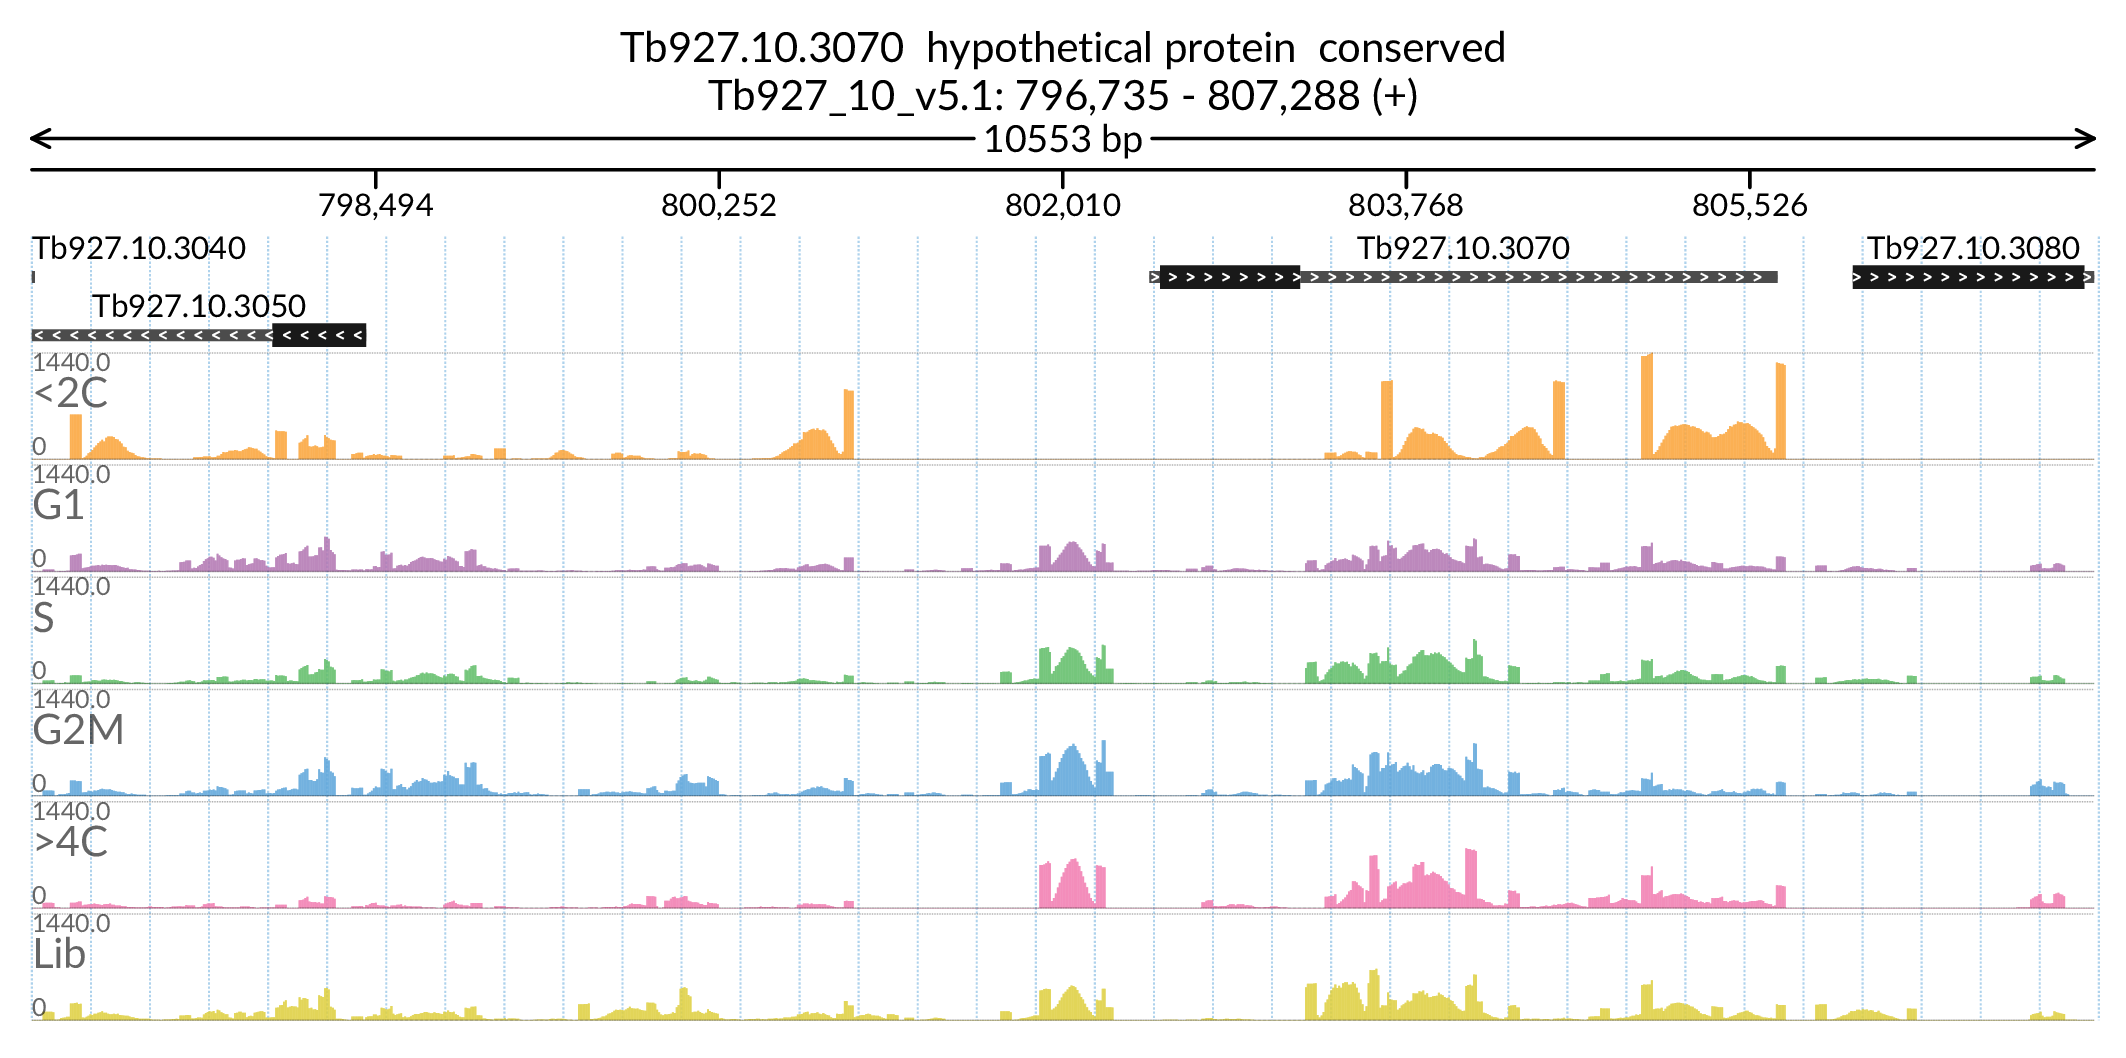 Tb927.10.3070  hypothetical protein  conserved
Tb927_10_v5.1: 796,735 - 807,288 (+)
10553 bp
798,494 800,252 802,010 803,768 805,526
Tb927.10.3040 Tb927.10.3070 Tb927.10.3080
Tb927.10.3050
1440.0
<2C
0
1440.0
G1
0
1440.0
S
0
1440.0
G2M
0
1440.0
>4C
0
1440.0
Lib
0